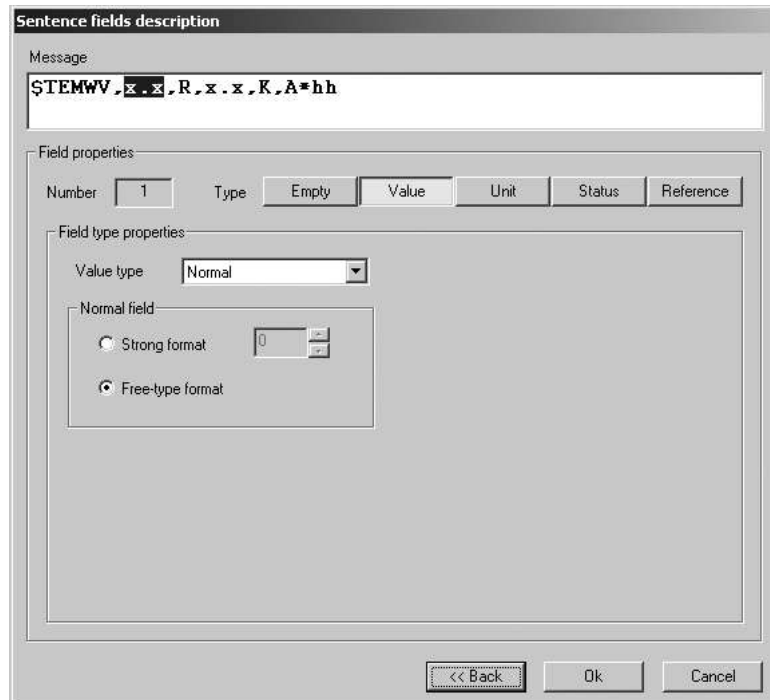 Sentence fields description
Message
$TEMWV,x.x,R,x.x,K,A*hh
Field properties
Number 1 Type Empty Value Unit Status Reference
Field type properties
Value type Normal
Normal field
Strong format 0
Free-type format
<< Back Ok Cancel